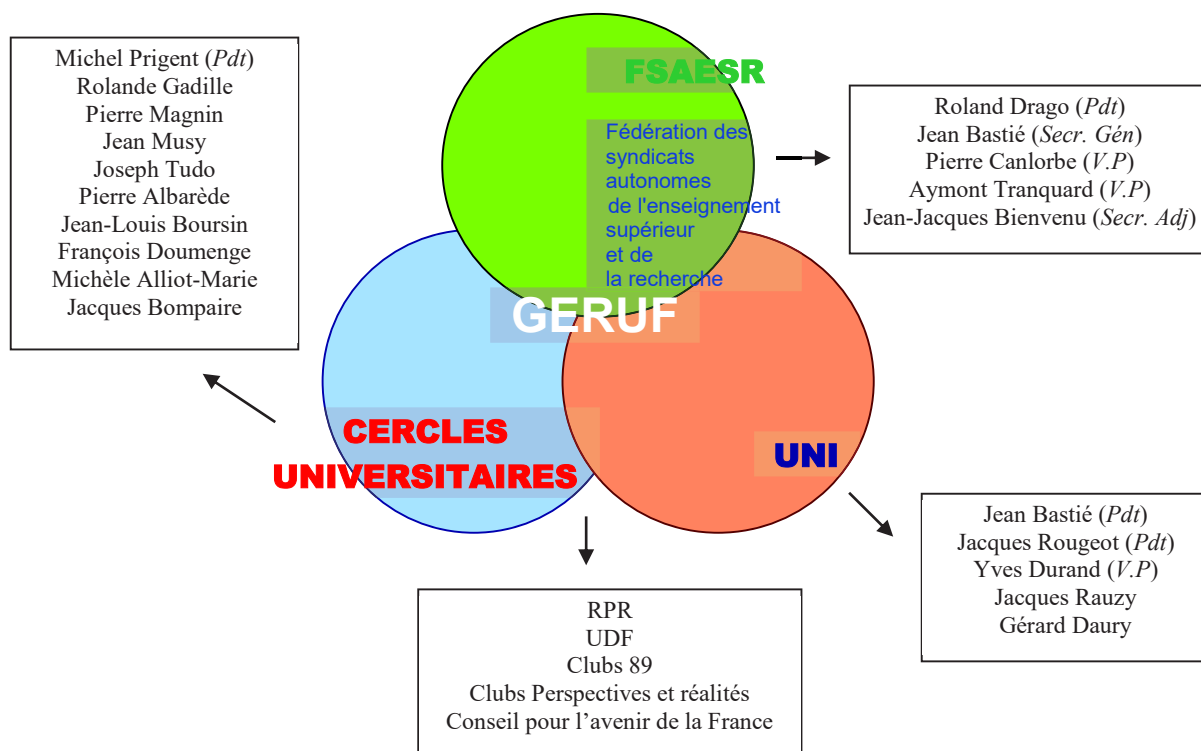 Michel Prigent (Pdt)
Rolande Gadille
Pierre Magnin
Jean Musy
Joseph Tudo
Pierre Albarède
Jean-Louis Boursin
François Doumenge
Michèle Alliot-Marie
Jacques Bompaire
FSAESR
Fédération des
syndicats
autonomes
de l'enseignement
supérieur
et de
la recherche
Roland Drago (Pdt)
Jean Bastié (Secr. Gén)
Pierre Canlorbe (V.P)
Aymont Tranquard (V.P)
Jean-Jacques Bienvenu (Secr. Adj)
GERUF
CERCLES
UNIVERSITAIRES
UNI
Jean Bastié (Pdt)
Jacques Rougeot (Pdt)
Yves Durand (V.P)
Jacques Rauzy
Gérard Daury
RPR
UDF
Clubs 89
Clubs Perspectives et réalités
Conseil pour l’avenir de la France